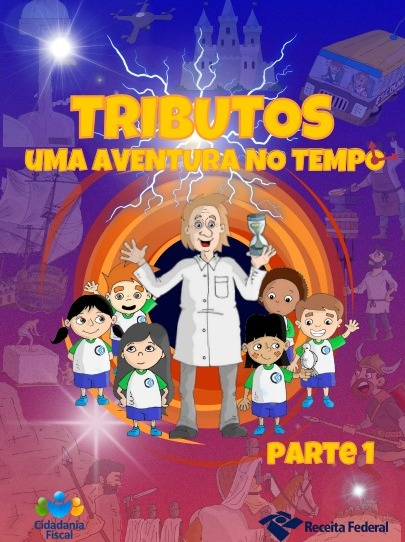 TRIBUTOS
UMA AVENTURA NO TEMPO
PARTE 1
Cidadania
Fiscal
Receita Federal